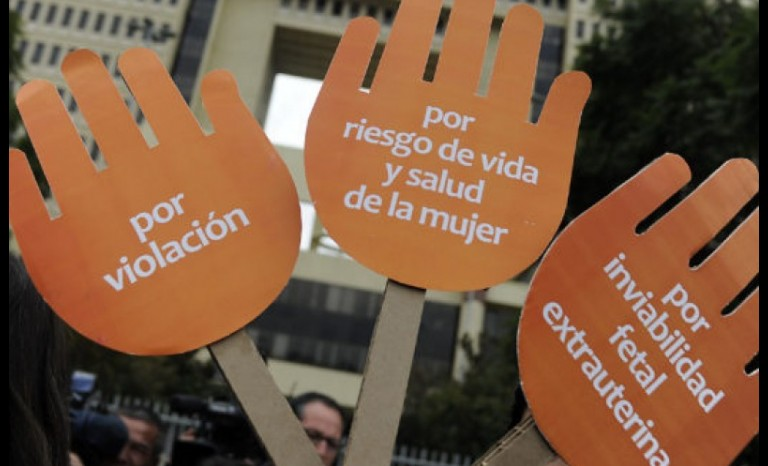 por
violación
por
riesgo de vida
y salud
de la mujer
por
inviabilidad
fetal
extrauterina